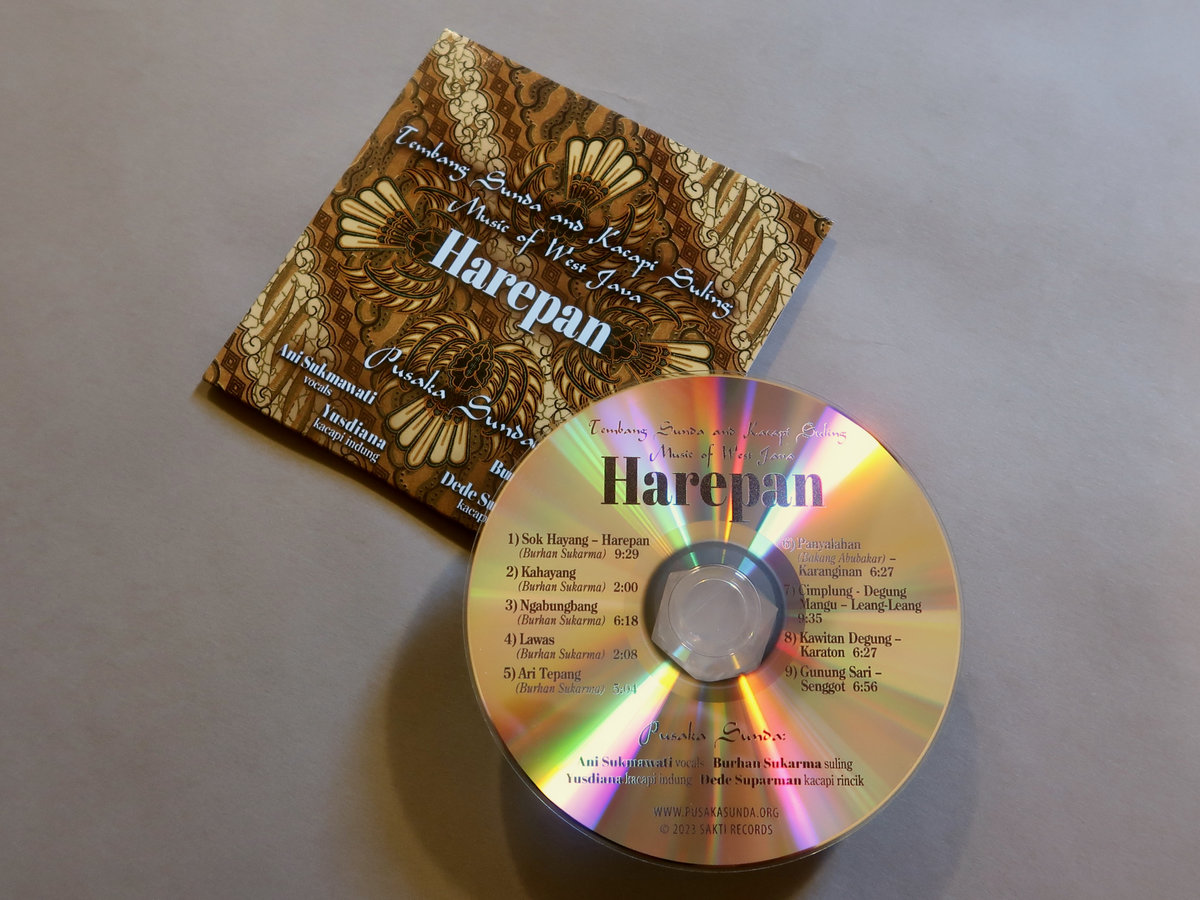 Tembang Sunda and Kacapi Suling
Music of West Java
Harepan
Pusaka Sunda:
Ani Sukmawati
vocals
Yusdiana
kacapi indung
Dede
kacapi
Tembang Sunda and Kacapi Suling
Music of West Java
Harepan
1) Sok Hayang – Harepan
(Burhan Sukarma) 9:29
2) Kahayang
(Burhan Sukarma) 2:00
3) Ngabungbang
(Burhan Sukarma) 6:18
4) Lawas
(Burhan Sukarma) 2:08
5) Ari Tepang
(Burhan Sukarma) 5:04
6) Panyalahan
(Bakang Abubakar) –
Karanginan 6:27
7) Cimplung - Degung
Mangu – Leang-Leang
9:35
8) Kawitan Degung –
Karaton 6:27
9) Gunung Sari –
Senggot 6:56
Pusaka Sunda:
Ani Sukmawati vocals Burhan Sukarma suling
Yusdiana kacapi indung Dede Suparman kacapi rincik
WWW.PUSAKASUNDA.ORG
© 2023 SAKTI RECORDS